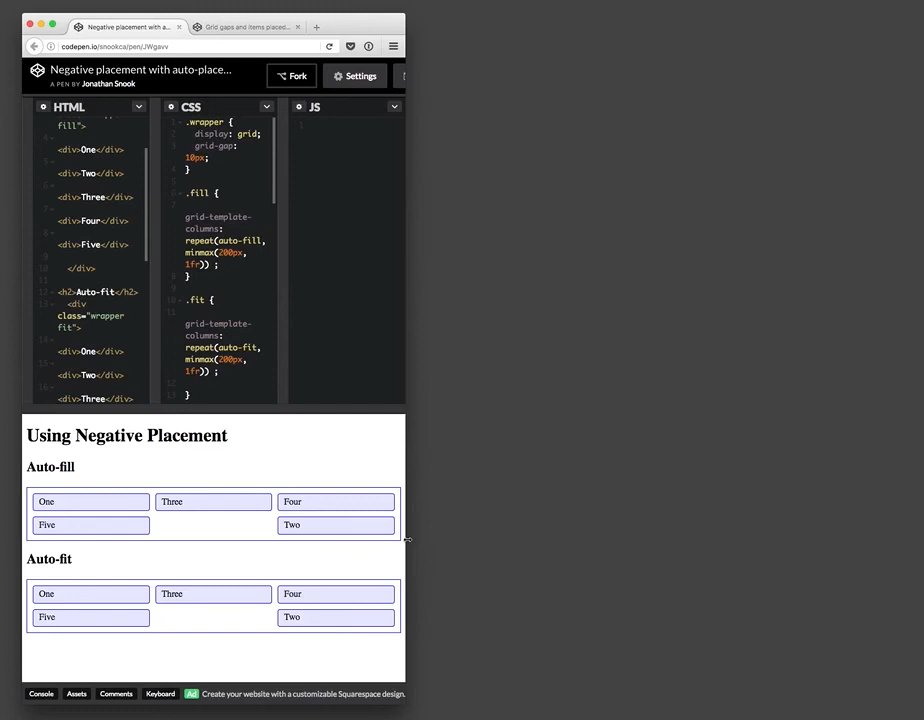 Negative placement with a...
Grid gaps and items placed...
codepen.io/snookca/pen/JWgavv
Negative placement with auto-place...
A PEN BY Jonathan Snook
Fork
Settings
HTML
fill">
<div>One</div>
<div>Two</div>
<div>Three</div>
<div>Four</div>
<div>Five</div>
</div>
<h2>Auto-fit</h2>
<div
class="wrapper
fit">
<div>One</div>
<div>Two</div>
<div>Three</div>
CSS
.wrapper {
display: grid;
grid-gap:
10px;
}
.fill {
grid-template-
columns:
repeat(auto-fill,
minmax(200px,
1fr)) ;
}
.fit {
grid-template-
columns:
repeat(auto-fit,
minmax(200px,
1fr)) ;
}
JS
1
Using Negative Placement
Auto-fill
One Three Four
Five Two
Auto-fit
One Three Four
Five Two
Console Assets Comments Keyboard Ad Create your website with a customizable Squarespace design.